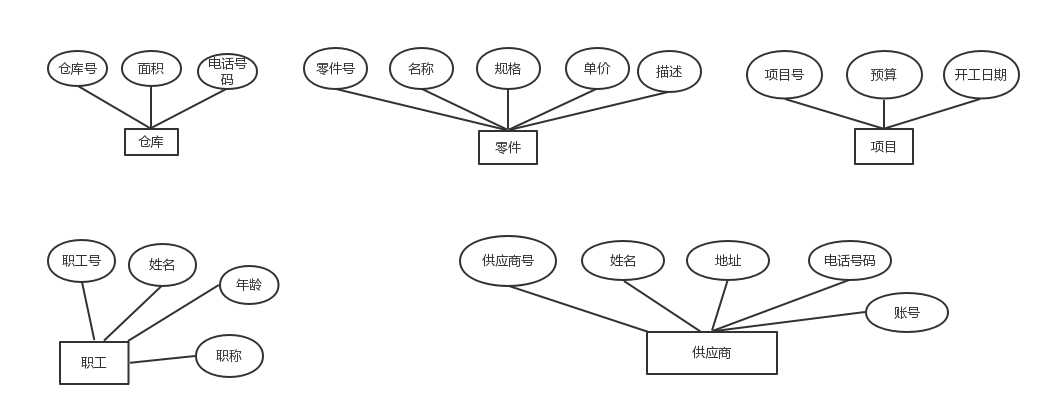 仓库号
面积
电话号
码
仓库
零件号
名称
规格
单价
描述
零件
项目号
预算
开工日期
项目
职工号
姓名
年龄
职称
职工
供应商号
姓名
地址
电话号码
账号
供应商